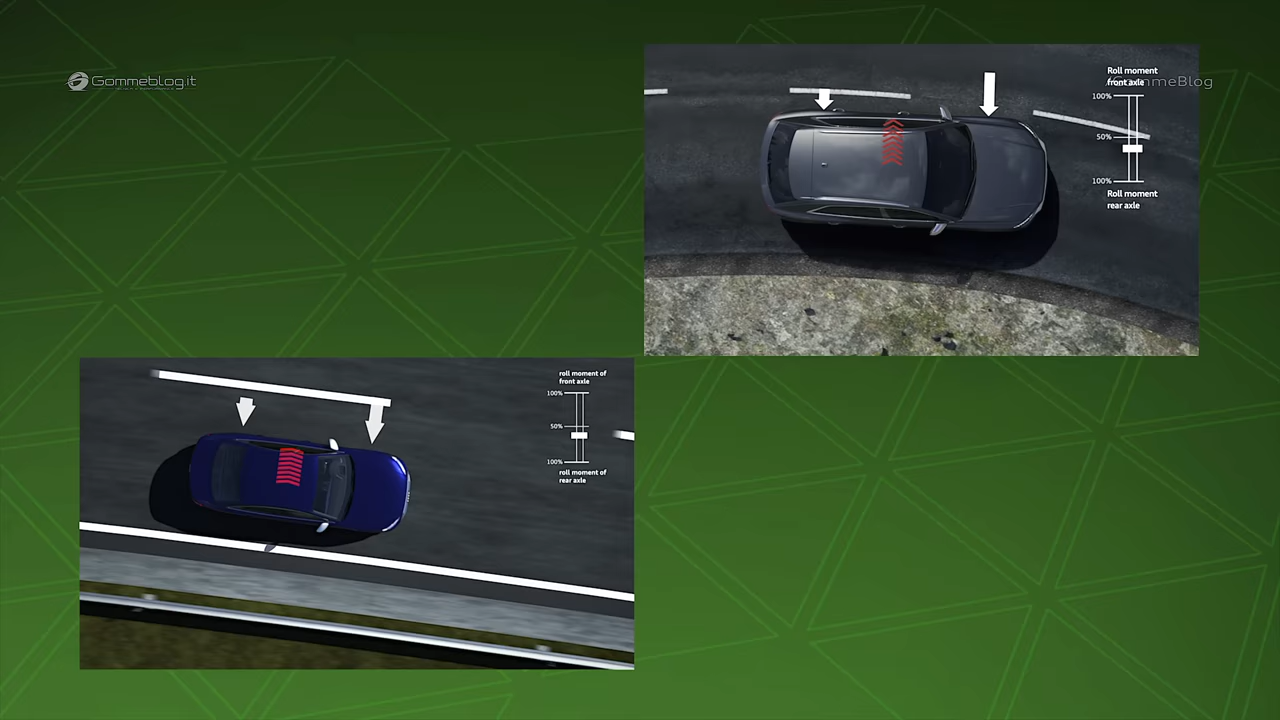 Gommeblog.it
Roll moment
front axle
GommeBlog
100%
50%
100%
Roll moment
rear axle
roll moment of
front axle
100%
50%
100%
roll moment of
rear axle